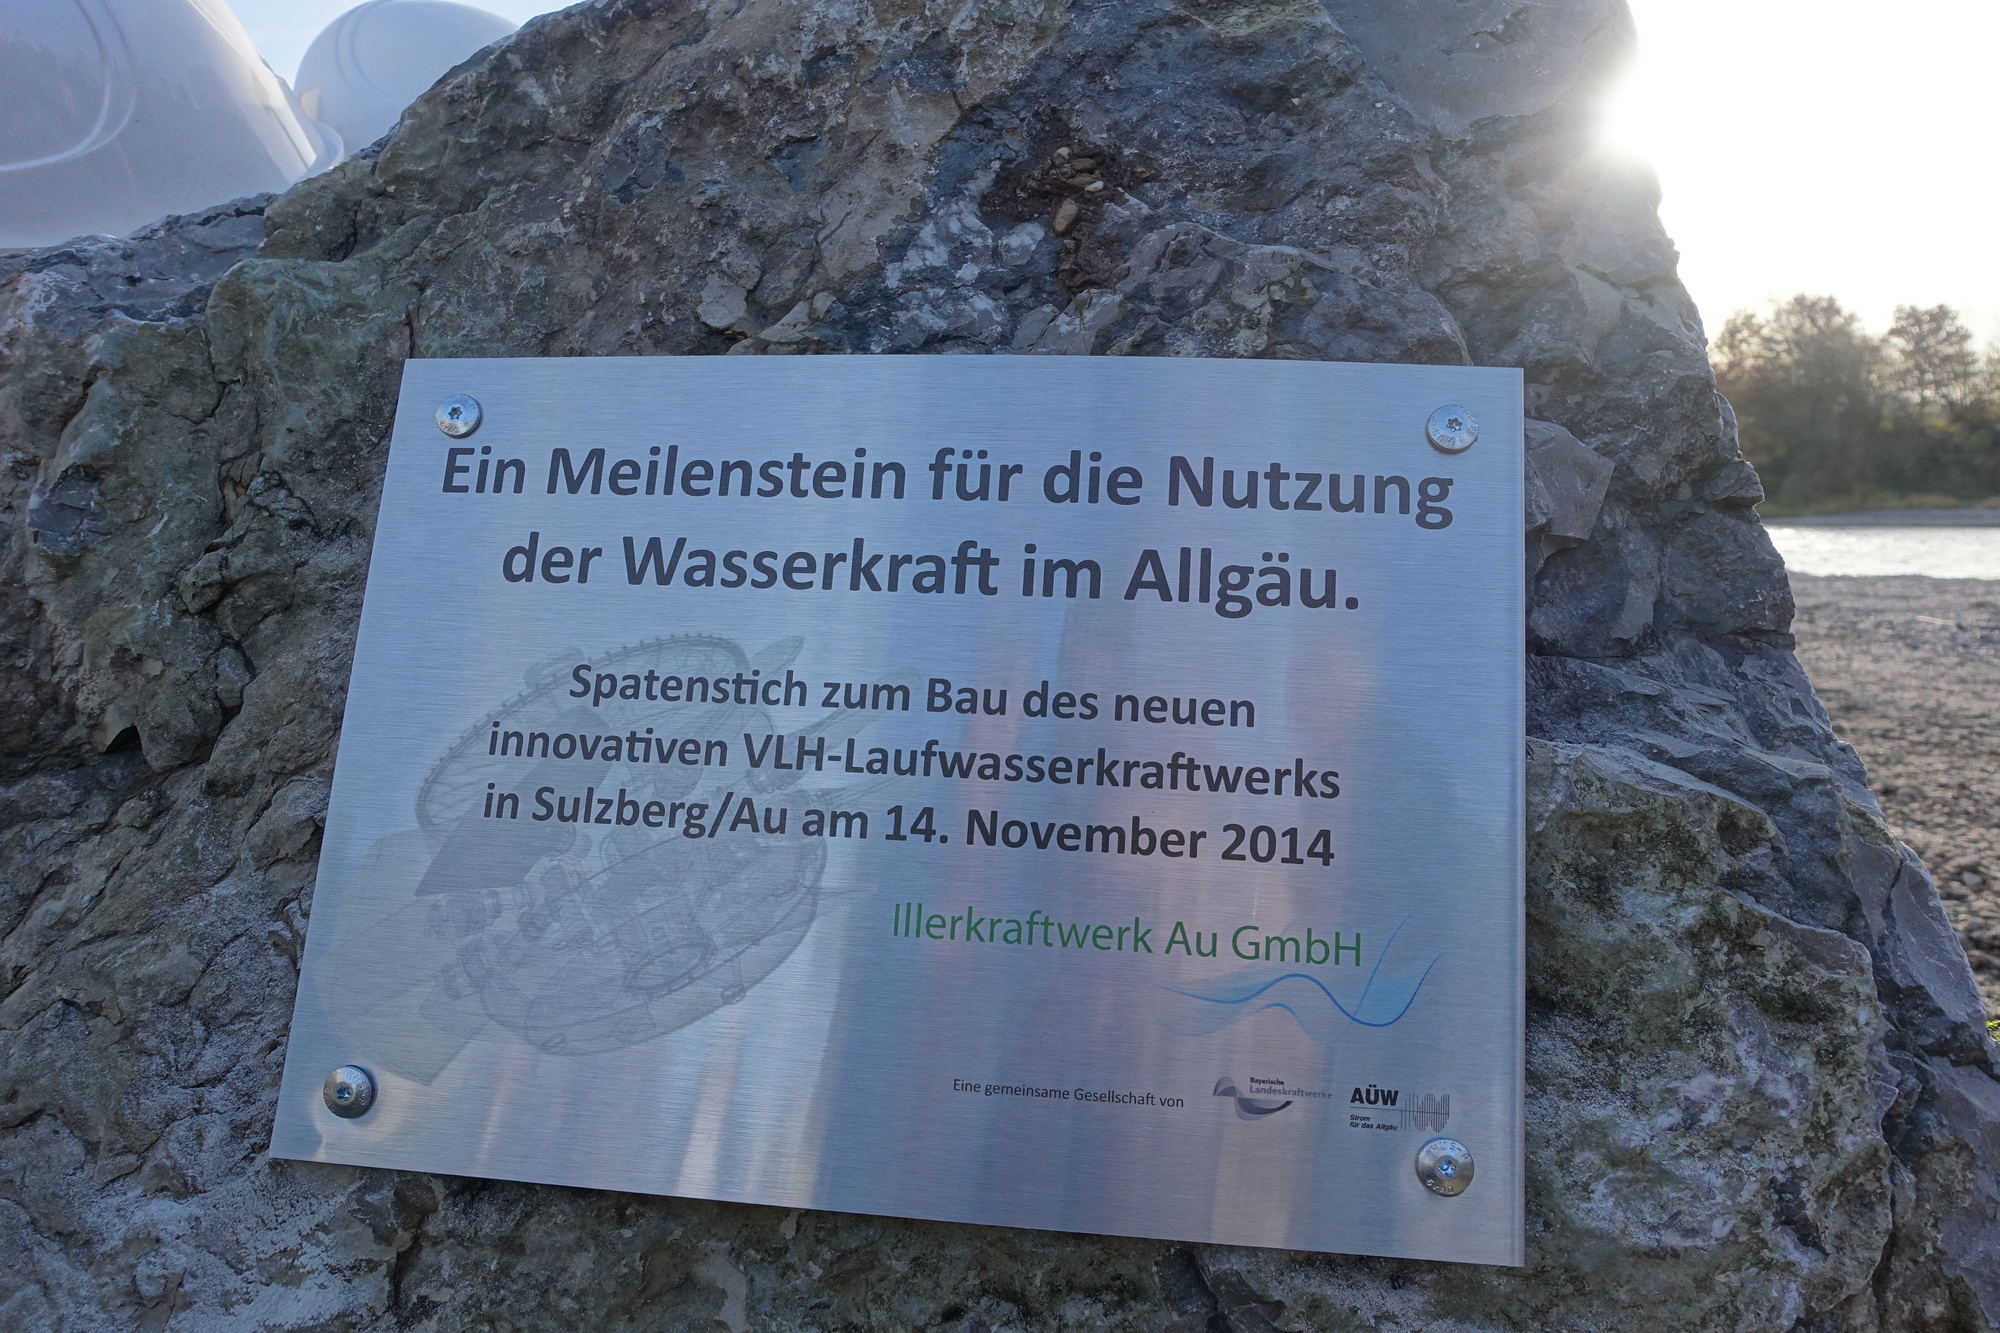 Ein Meilenstein für die Nutzung
der Wasserkraft im Allgäu.
Spatenstich zum Bau des neuen
innovativen VLH-Laufwasserkraftwerks
in Sulzberg/Au am 14. November 2014
Illerkraftwerk Au GmbH
Eine gemeinsame Gesellschaft von
Bayerische
Landeskraftwerke
AÜW
Strom
für das Allgäu